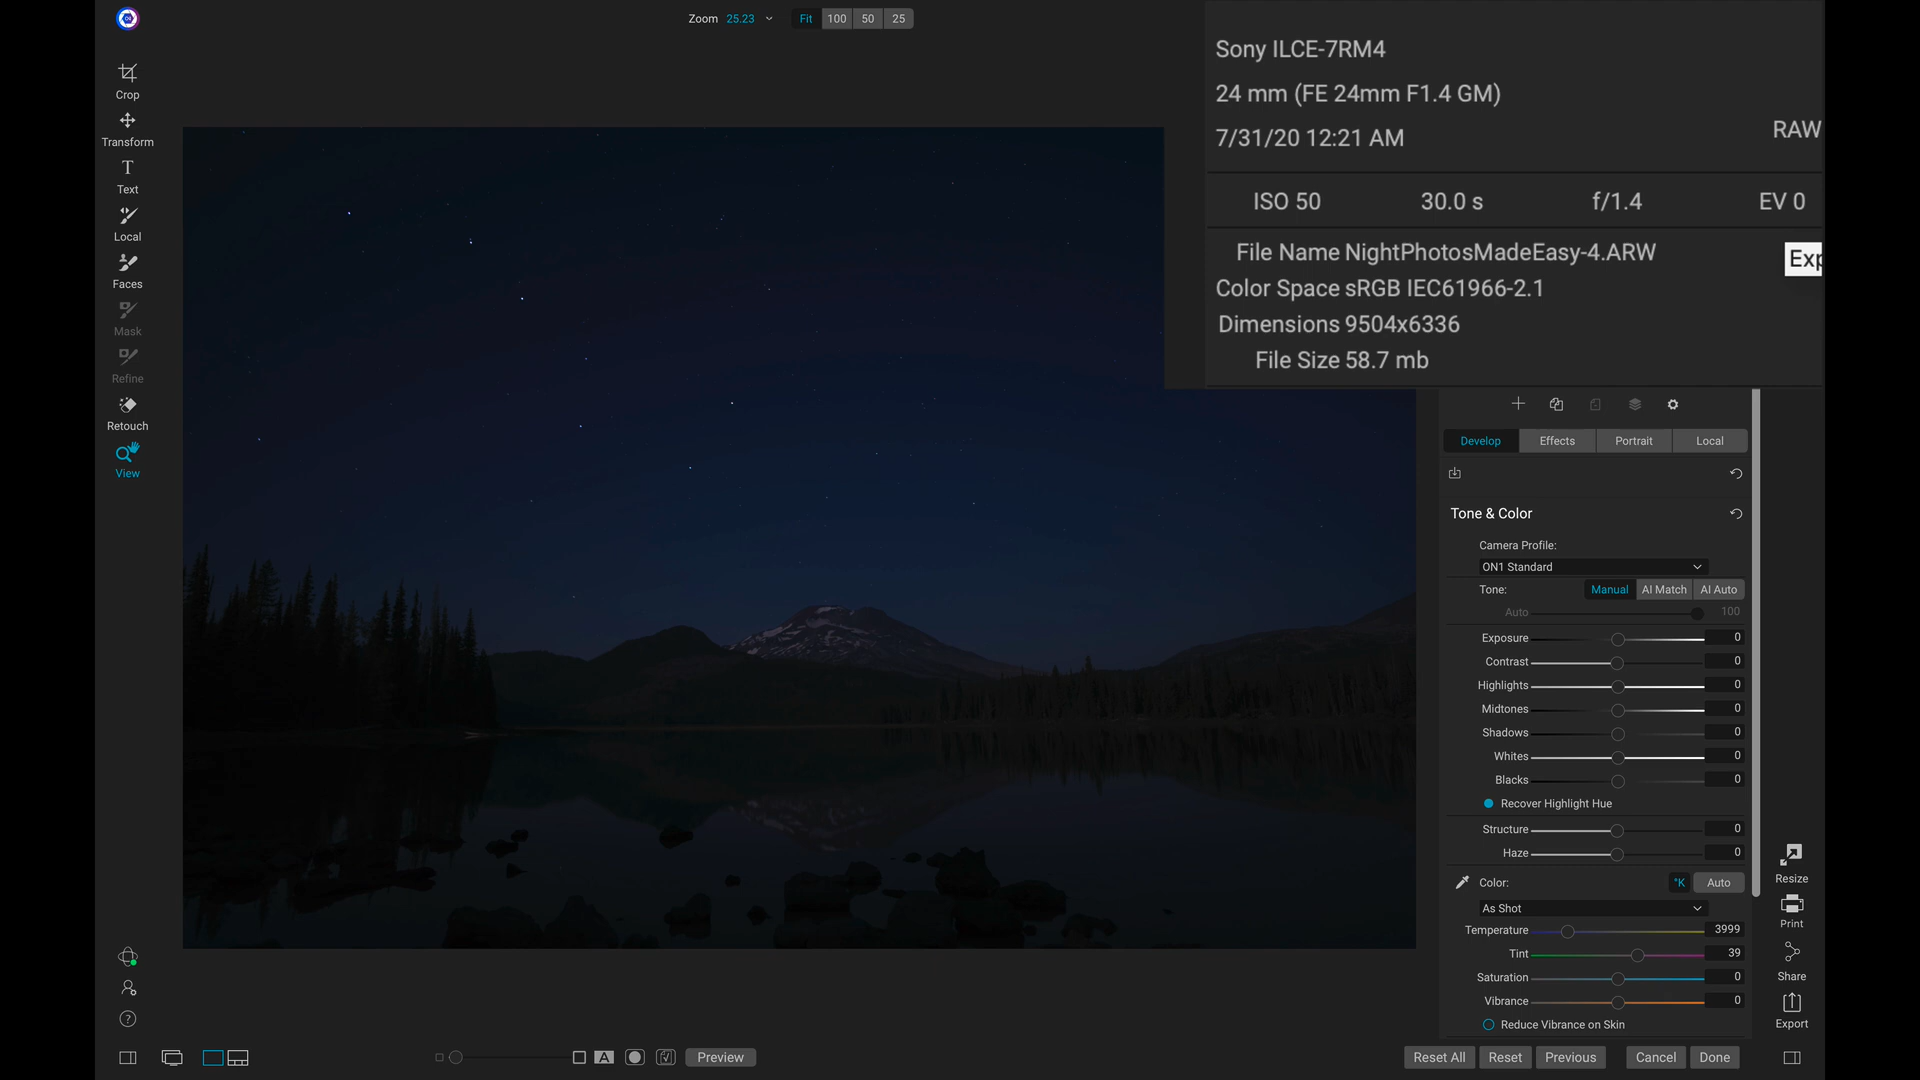 Zoom 25.23 Fit 100 50 25
Crop
Transform
Text
Local
Faces
Mask
Refine
Retouch
View
Sony ILCE-7RM4
24 mm (FE 24mm F1.4 GM)
7/31/20 12:21 AM
RAW
ISO 50 30.0 s f/1.4 EV 0
File Name NightPhotosMadeEasy-4.ARW
Exp
Color Space sRGB IEC61966-2.1
Dimensions 9504x6336
File Size 58.7 mb
Develop Effects Portrait Local
Tone & Color
Camera Profile:
ON1 Standard
Tone: Manual AI Match AI Auto
Auto 100
Exposure 0
Contrast 0
Highlights 0
Midtones 0
Shadows 0
Whites 0
Blacks 0
Recover Highlight Hue
Structure 0
Haze 0
Color: °K Auto
As Shot
Temperature 3999
Tint 39
Saturation 0
Vibrance 0
Reduce Vibrance on Skin
Resize
Print
Share
Export
A Preview
Reset All Reset Previous Cancel Done